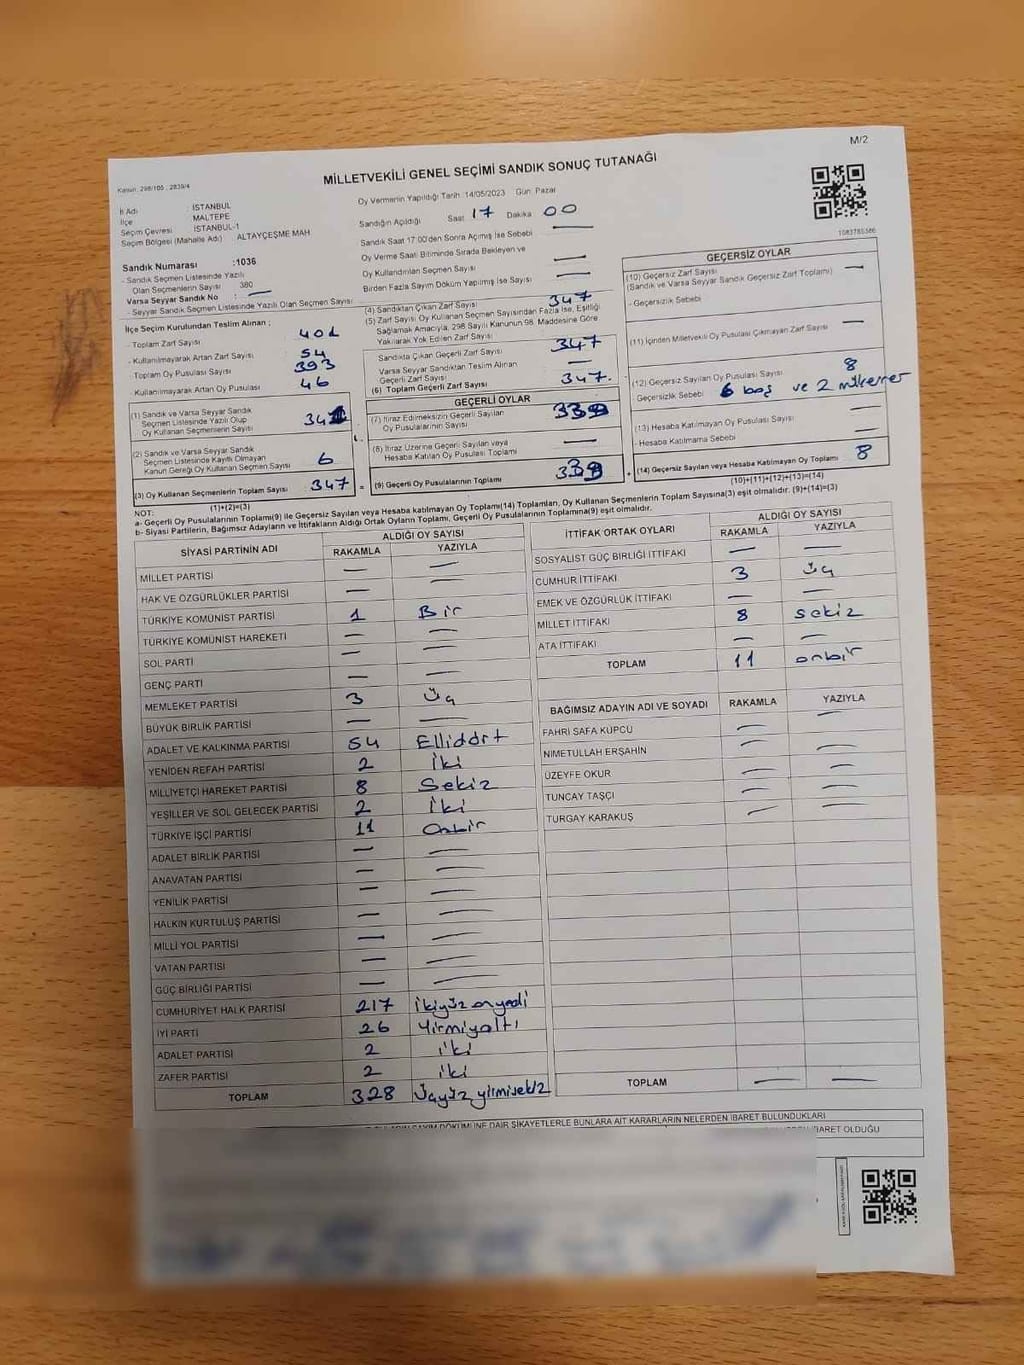 M/2
Kanun: 298/105 ; 2839/4
MİLLETVEKİLİ GENEL SEÇİMİ SANDIK SONUÇ TUTANAĞI
1083785386
İl Adı : İSTANBUL
İlçe MALTEPE
Seçim Çevresi : İSTANBUL-1
Seçim Bölgesi (Mahalle Adı) : ALTAYÇEŞME MAH
Sandık Numarası :1036
- Sandık Seçmen Listesinde Yazılı
Olan Seçmenlerin Sayısı : 380
Varsa Seyyar Sandık No : —
- Seyyar Sandık Seçmen Listesinde Yazılı Olan Seçmen Sayısı
İlçe Seçim Kurulundan Teslim Alınan ;
- Toplam Zarf Sayısı 401
- Kullanılmayarak Artan Zarf Sayısı 54
- Toplam Oy Pusulası Sayısı 393
- Kullanılmayarak Artan Oy Pusulası 46
(1) Sandık ve Varsa Seyyar Sandık
Seçmen Listesinde Yazılı Olup
Oy Kullanan Seçmenlerin Sayısı 341
(2) Sandık ve Varsa Seyyar Sandık
Seçmen Listesinde Kayıtlı Olmayan
Kanun Gereği Oy Kullanan Seçmen Sayısı 6
(3) Oy Kullanan Seçmenlerin Toplam Sayısı 347
(1)+(2)=(3)
Oy Vermenin Yapıldığı Tarih: 14/05/2023 Gün: Pazar
Sandığın Açıldığı Saat 17 Dakika 00
Sandık Saat 17:00'den Sonra Açılmış İse Sebebi —
Oy Verme Saati Bitiminde Sırada Bekleyen ve
Oy Kullandırılan Seçmen Sayısı —
Birden Fazla Sayım Döküm Yapılmış İse Sayısı —
(4) Sandıktan Çıkan Zarf Sayısı 347
(5) Zarf Sayısı Oy Kullanan Seçmen Sayısından Fazla İse, Eşitliği
Sağlamak Amacıyla, 298 Sayılı Kanunun 98. Maddesine Göre
Yakılarak Yok Edilen Zarf Sayısı
Sandıkta Çıkan Geçerli Zarf Sayısı 347
Varsa Seyyar Sandıktan Teslim Alınan
Geçerli Zarf Sayısı —
(6) Toplam Geçerli Zarf Sayısı 347.
GEÇERLİ OYLAR
(7) İtiraz Edilmeksizin Geçerli Sayılan
Oy Pusulalarının Sayısı 339
(8) İtiraz Üzerine Geçerli Sayılan veya
Hesaba Katılan Oy Pusulası Toplamı —
(9) Geçerli Oy Pusulalarının Toplamı 339
GEÇERSİZ OYLAR
(10) Geçersiz Zarf Sayısı —
(Sandık ve Varsa Seyyar Sandık Geçersiz Zarf Toplamı)
- Geçersizlik Sebebi
(11) İçinden Milletvekili Oy Pusulası Çıkmayan Zarf Sayısı —
(12) Geçersiz Sayılan Oy Pusulası Sayısı 8
Geçersizlik Sebebi 6 boş ve 2 mükerrer
(13) Hesaba Katılmayan Oy Pusulası Sayısı —
- Hesaba Katılmama Sebebi —
(14) Geçersiz Sayılan veya Hesaba Katılmayan Oy Toplamı 8
(10)+(11)+(12)+(13)=(14)
NOT:
a- Geçerli Oy Pusulalarının Toplamı(9) ile Geçersiz Sayılan veya Hesaba katılmayan Oy Toplamı(14) Toplamları, Oy Kullanan Seçmenlerin Toplam Sayısına(3) eşit olmalıdır. (9)+(14)=(3)
b- Siyasi Partilerin, Bağımsız Adayların ve İttifakların Aldığı Ortak Oyların Toplamı, Geçerli Oy Pusulalarının Toplamına(9) eşit olmalıdır.
SİYASİ PARTİNİN ADI ALDIĞI OY SAYISI
RAKAMLA YAZIYLA
MİLLET PARTİSİ — —
HAK VE ÖZGÜRLÜKLER PARTİSİ — —
TÜRKİYE KOMÜNİST PARTİSİ 1 Bir
TÜRKİYE KOMÜNİST HAREKETİ — —
SOL PARTİ — —
GENÇ PARTİ — —
MEMLEKET PARTİSİ 3 Üç
BÜYÜK BİRLİK PARTİSİ — —
ADALET VE KALKINMA PARTİSİ 54 Ellidört
YENİDEN REFAH PARTİSİ 2 İki
MİLLİYETÇİ HAREKET PARTİSİ 8 Sekiz
YEŞİLLER VE SOL GELECEK PARTİSİ 2 İki
TÜRKİYE İŞÇİ PARTİSİ 11 Onbir
ADALET BİRLİK PARTİSİ — —
ANAVATAN PARTİSİ — —
YENİLİK PARTİSİ — —
HALKIN KURTULUŞ PARTİSİ — —
MİLLİ YOL PARTİSİ — —
VATAN PARTİSİ — —
GÜÇ BİRLİĞİ PARTİSİ — —
CUMHURİYET HALK PARTİSİ 217 ikiyüz onyedi
İYİ PARTİ 26 Yirmialtı
ADALET PARTİSİ 2 iki
ZAFER PARTİSİ 2 iki
TOPLAM 328 üçyüz yirmisekiz
İTTİFAK ORTAK OYLARI ALDIĞI OY SAYISI
RAKAMLA YAZIYLA
SOSYALİST GÜÇ BİRLİĞİ İTTİFAKI — —
CUMHUR İTTİFAKI 3 Üç
EMEK VE ÖZGÜRLÜK İTTİFAKI — —
MİLLET İTTİFAKI 8 sekiz
ATA İTTİFAKI — —
TOPLAM 11 onbir
BAĞIMSIZ ADAYIN ADI VE SOYADI RAKAMLA YAZIYLA
FAHRİ SAFA KÜPCÜ — —
NİMETULLAH ERŞAHİN — —
ÜZEYFE OKUR — —
TUNCAY TAŞÇI — —
TURGAY KARAKUŞ — —
TOPLAM — —
SAYIM DÖKÜMÜNE DAİR ŞİKAYETLERLE BUNLARA AİT KARARLARIN NELERDEN İBARET BULUNDUKLARI
İBARET OLDUĞU